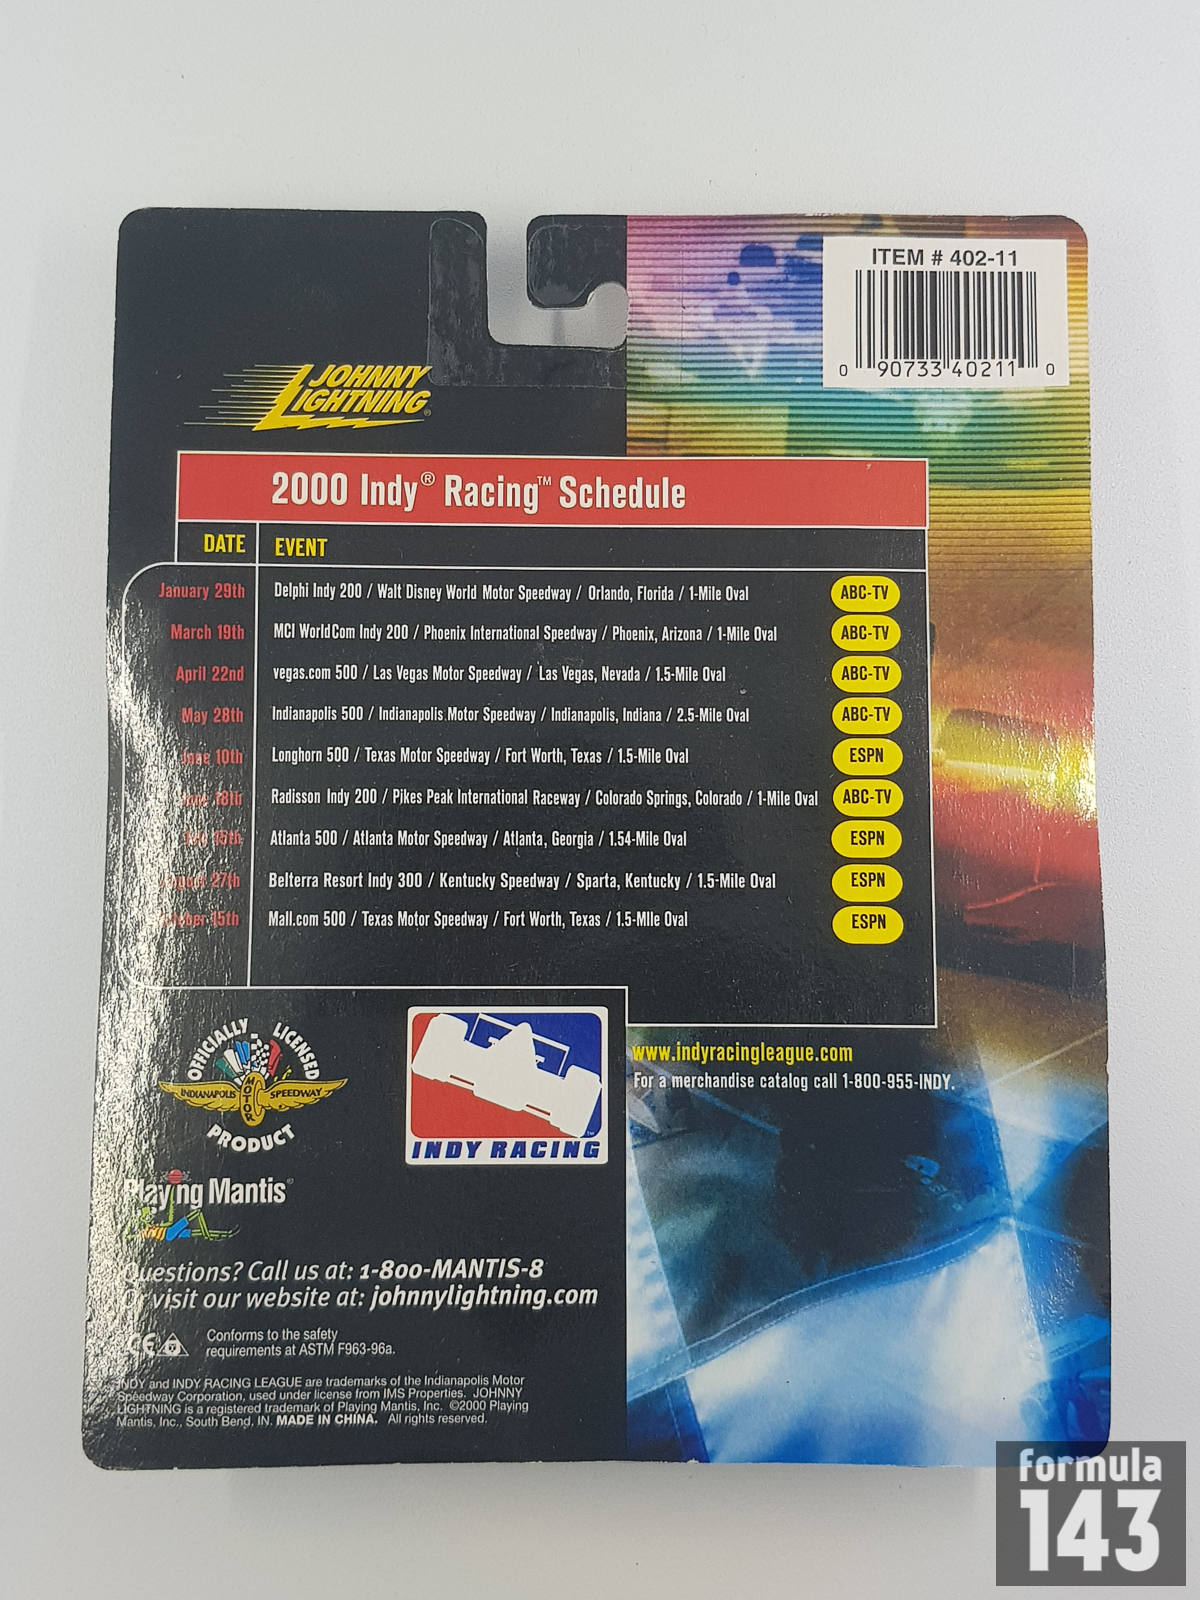 ITEM # 402-11
0 90733 40211 0
JOHNNY
LIGHTNING®
2000 Indy® Racing™ Schedule
DATE EVENT
January 29th Delphi Indy 200 / Walt Disney World Motor Speedway / Orlando, Florida / 1-Mile Oval ABC-TV
March 19th MCI WorldCom Indy 200 / Phoenix International Speedway / Phoenix, Arizona / 1-Mile Oval ABC-TV
April 22nd vegas.com 500 / Las Vegas Motor Speedway / Las Vegas, Nevada / 1.5-Mile Oval ABC-TV
May 28th Indianapolis 500 / Indianapolis Motor Speedway / Indianapolis, Indiana / 2.5-Mile Oval ABC-TV
June 10th Longhorn 500 / Texas Motor Speedway / Fort Worth, Texas / 1.5-Mile Oval ESPN
18th Radisson Indy 200 / Pikes Peak International Raceway / Colorado Springs, Colorado / 1-Mile Oval ABC-TV
15th Atlanta 500 / Atlanta Motor Speedway / Atlanta, Georgia / 1.54-Mile Oval ESPN
August 27th Belterra Resort Indy 300 / Kentucky Speedway / Sparta, Kentucky / 1.5-Mile Oval ESPN
October 15th Mall.com 500 / Texas Motor Speedway / Fort Worth, Texas / 1.5-MIle Oval ESPN
OFFICIALLY LICENSED
INDIANAPOLIS MOTOR SPEEDWAY
PRODUCT
INDY RACING™
www.indyracingleague.com
For a merchandise catalog call 1-800-955-INDY.
Playing Mantis®
Questions? Call us at: 1-800-MANTIS-8
Or visit our website at: johnnylightning.com
CE
Conforms to the safety
requirements at ASTM F963-96a.
INDY and INDY RACING LEAGUE are trademarks of the Indianapolis Motor
Speedway Corporation, used under license from IMS Properties. JOHNNY
LIGHTNING is a registered trademark of Playing Mantis, Inc. ©2000 Playing
Mantis, Inc., South Bend, IN. MADE IN CHINA. All rights reserved.
formula
143